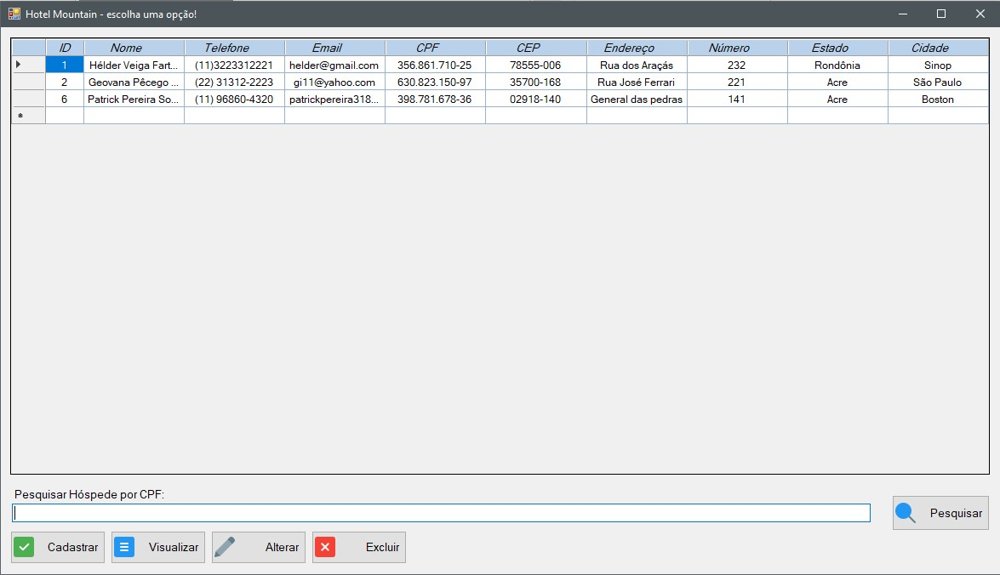 Hotel Mountain - escolha uma opção!
ID Nome Telefone Email CPF CEP Endereço Número Estado Cidade
1 Hélder Veiga Fart... (11)3223312221 helder@gmail.com 356.861.710-25 78555-006 Rua dos Araçás 232 Rondônia Sinop
2 Geovana Pêcego ... (22) 31312-2223 gi11@yahoo.com 630.823.150-97 35700-168 Rua José Ferrari 221 Acre São Paulo
6 Patrick Pereira So... (11) 96860-4320 patrickpereira318... 398.781.678-36 02918-140 General das pedras 141 Acre Boston
Pesquisar Hóspede por CPF:
Pesquisar
Cadastrar Visualizar Alterar Excluir